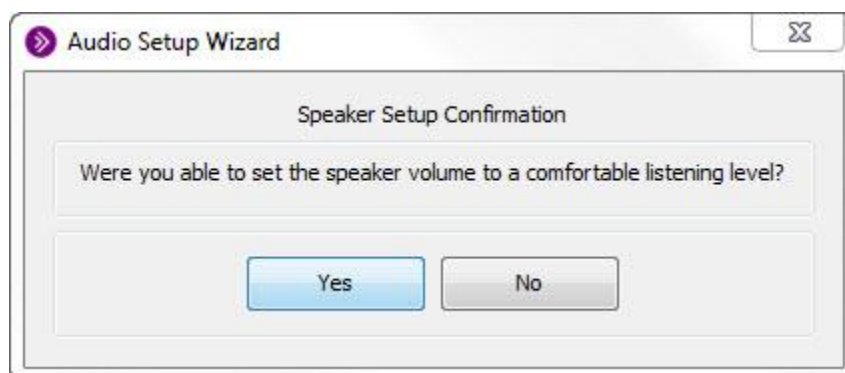 Audio Setup Wizard
Speaker Setup Confirmation
Were you able to set the speaker volume to a comfortable listening level?
Yes
No